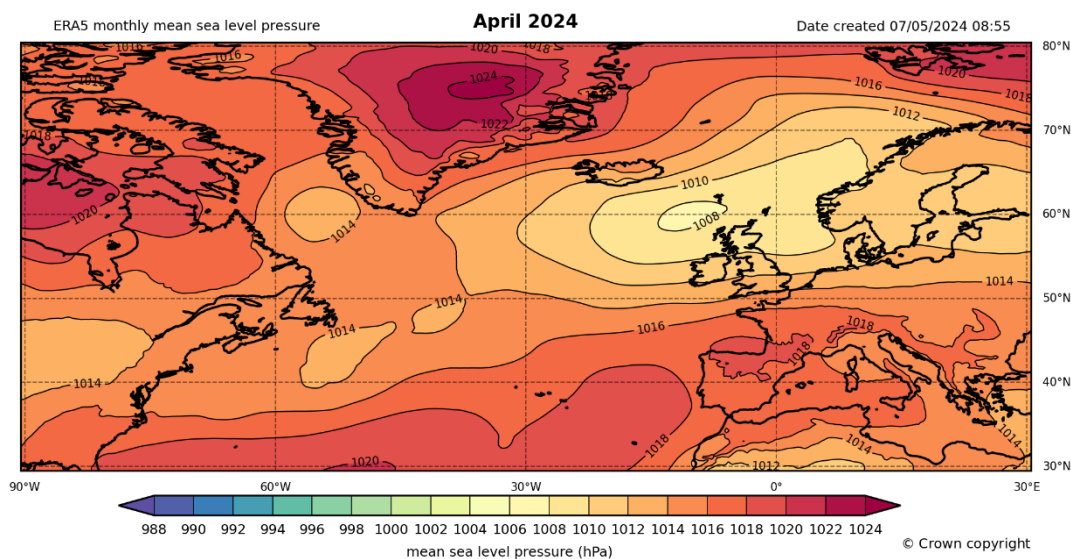 ERA5 monthly mean sea level pressure April 2024 Date created 07/05/2024 08:55
1016 1020 1018 80°N
1016 1024 1020
1016 1018 1016
1022 1012
1018 70°N
1010
1020 1014 1008 60°N
1014 1014 50°N
1014 1016 1018
1014 1018 40°N
1018 1014 1014
1020 1012 30°N
90°W 60°W 30°W 0° 30°E
988 990 992 994 996 998 1000 1002 1004 1006 1008 1010 1012 1014 1016 1018 1020 1022 1024
mean sea level pressure (hPa)
© Crown copyright